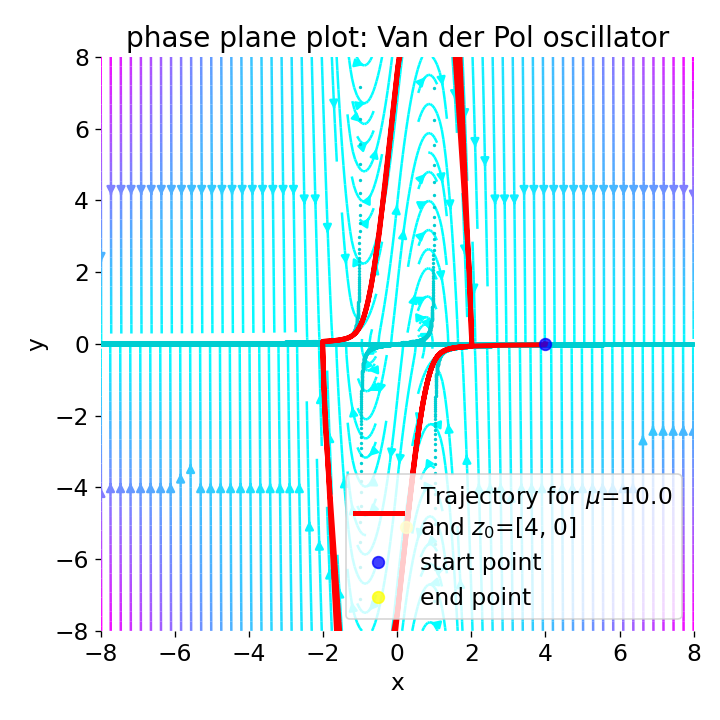 phase plane plot: Van der Pol oscillator
8
6
4
2
0
−2
−4
−6
−8
y
−8
−6
−4
−2
0
2
4
6
8
x
Trajectory for μ=10.0
and z₀=[4, 0]
start point
end point